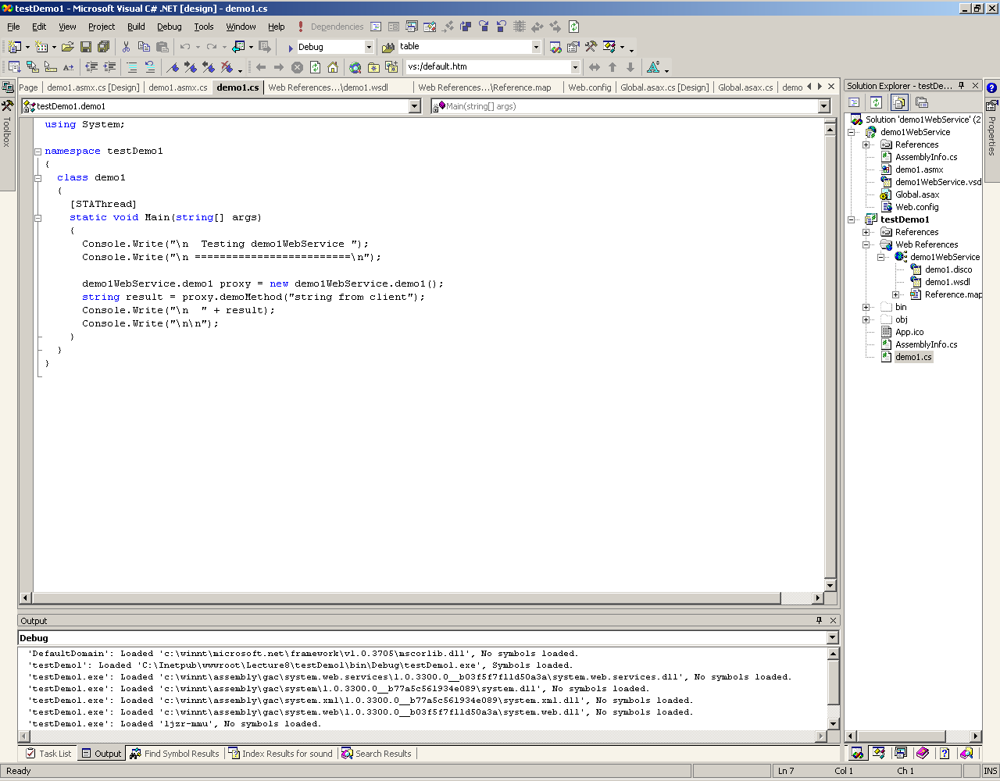 testDemo1 - Microsoft Visual C# .NET [design] - demo1.cs
File Edit View Project Build Debug Tools Window Help Dependencies
Debug table
vs:/default.htm
Page demo1.asmx.cs [Design] demo1.asmx.cs demo1.cs Web References...\demo1.wsdl Web References...\Reference.map Web.config Global.asax.cs [Design] Global.asax.cs demo
testDemo1.demo1 Main(string[] args)
Toolbox
using System;
namespace testDemo1
{
class demo1
{
[STAThread]
static void Main(string[] args)
{
Console.Write("\n  Testing demo1WebService ");
Console.Write("\n =========================\n");
demo1WebService.demo1 proxy = new demo1WebService.demo1();
string result = proxy.demoMethod("string from client");
Console.Write("\n  " + result);
Console.Write("\n\n");
}
}
}
Solution Explorer - testDe...
Solution 'demo1WebService' (2
demo1WebService
References
AssemblyInfo.cs
demo1.asmx
demo1WebService.vsd
Global.asax
Web.config
testDemo1
References
Web References
demo1WebService
demo1.disco
demo1.wsdl
Reference.map
bin
obj
App.ico
AssemblyInfo.cs
demo1.cs
Properties
Output
Debug
'DefaultDomain': Loaded 'c:\winnt\microsoft.net\framework\v1.0.3705\mscorlib.dll', No symbols loaded.
'testDemo1': Loaded 'C:\Inetpub\wwwroot\Lecture8\testDemo1\bin\Debug\testDemo1.exe', Symbols loaded.
'testDemo1.exe': Loaded 'c:\winnt\assembly\gac\system.web.services\1.0.3300.0__b03f5f7f11d50a3a\system.web.services.dll', No symbols loaded.
'testDemo1.exe': Loaded 'c:\winnt\assembly\gac\system\1.0.3300.0__b77a5c561934e089\system.dll', No symbols loaded.
'testDemo1.exe': Loaded 'c:\winnt\assembly\gac\system.xml\1.0.3300.0__b77a5c561934e089\system.xml.dll', No symbols loaded.
'testDemo1.exe': Loaded 'c:\winnt\assembly\gac\system.web\1.0.3300.0__b03f5f7f11d50a3a\system.web.dll', No symbols loaded.
'testDemo1.exe': Loaded 'ljzr-mmu', No symbols loaded.
Task List Output Find Symbol Results Index Results for sound Search Results
Ready Ln 7 Col 1 Ch 1 INS